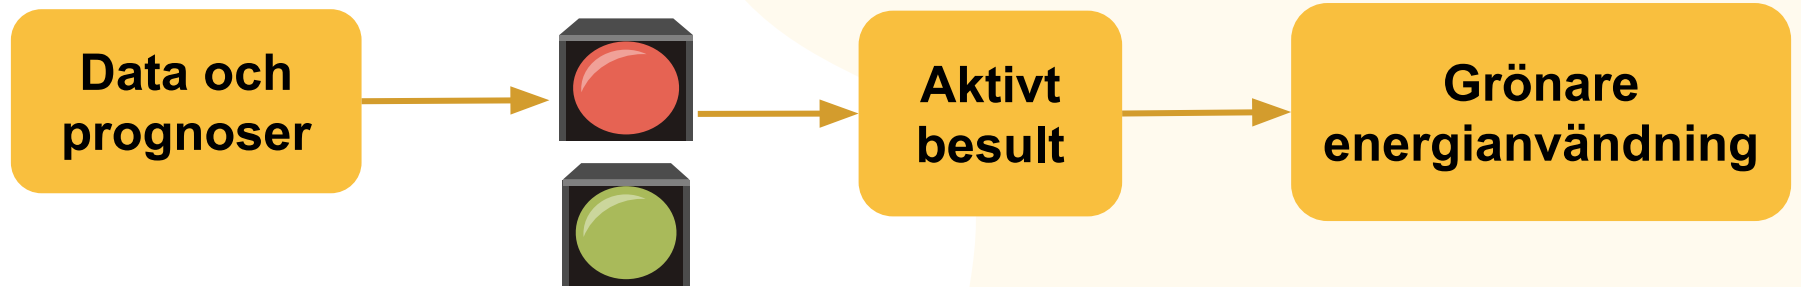 Data och
prognoser
Aktivt
besult
Grönare
energianvändning